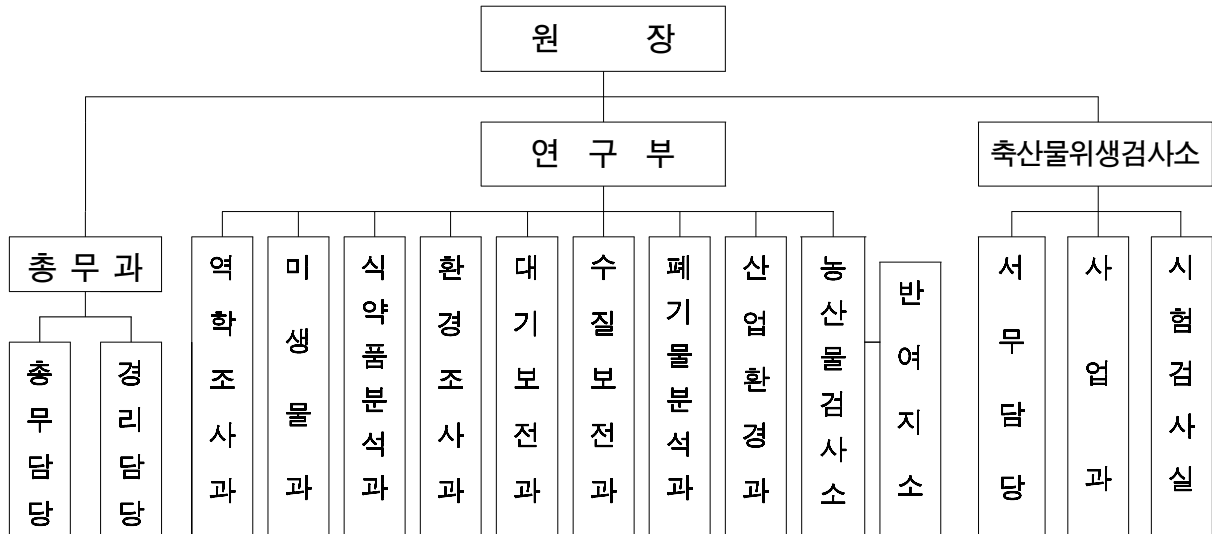 원 장
연 구 부
축산물위생검사소
총 무 과
총무담당
경리담당
역학조사과
미생물과
식약품분석과
환경조사과
대기보전과
수질보전과
폐기물분석과
산업환경과
농산물검사소
반여지소
서무담당
사업과
시험검사실